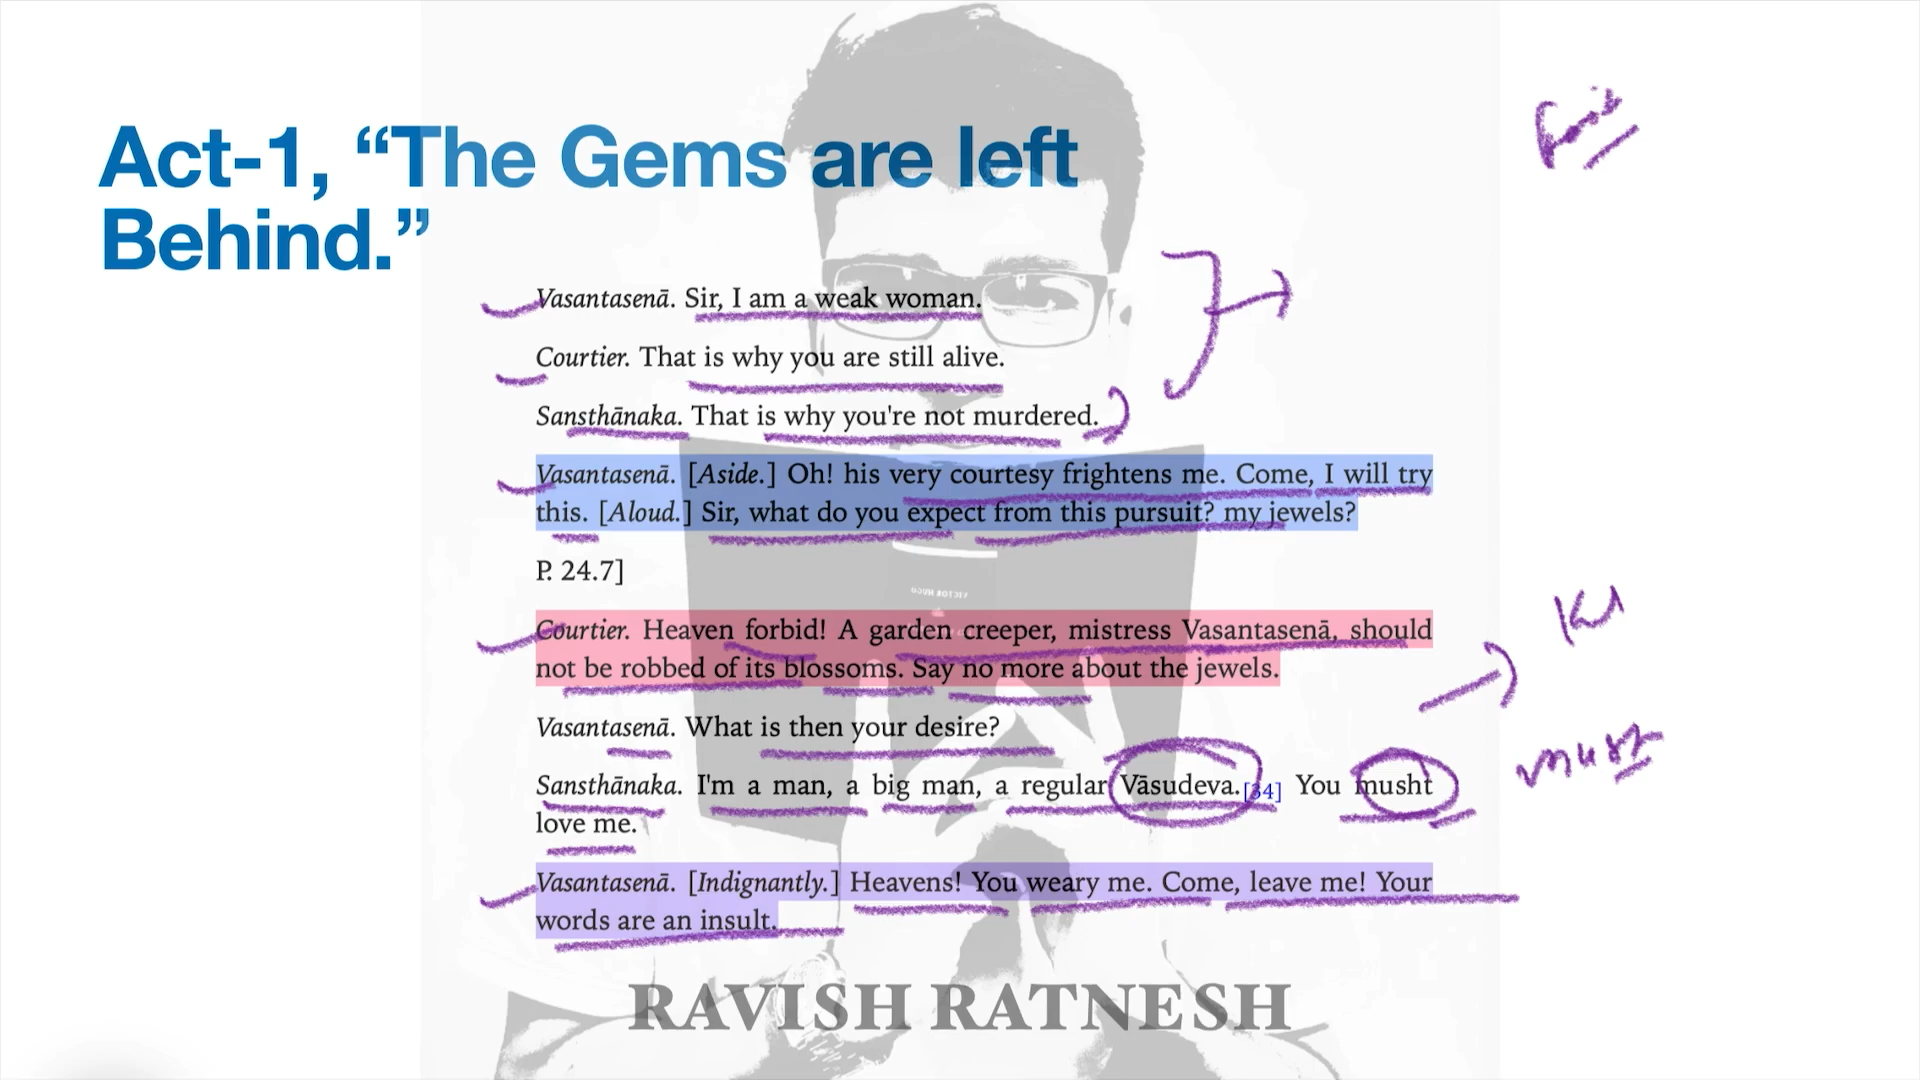 Act-1, “The Gems are left
Behind.”
Vasantasenā. Sir, I am a weak woman.
Courtier. That is why you are still alive.
Sansthānaka. That is why you're not murdered.
Vasantasenā. [Aside.] Oh! his very courtesy frightens me. Come, I will try
this. [Aloud.] Sir, what do you expect from this pursuit? my jewels?
P. 24.7]
Courtier. Heaven forbid! A garden creeper, mistress Vasantasenā, should
not be robbed of its blossoms. Say no more about the jewels.
Vasantasenā. What is then your desire?
Sansthānaka. I'm a man, a big man, a regular Vāsudeva.[34] You musht
love me.
Vasantasenā. [Indignantly.] Heavens! You weary me. Come, leave me! Your
words are an insult.
RAVISH RATNESH